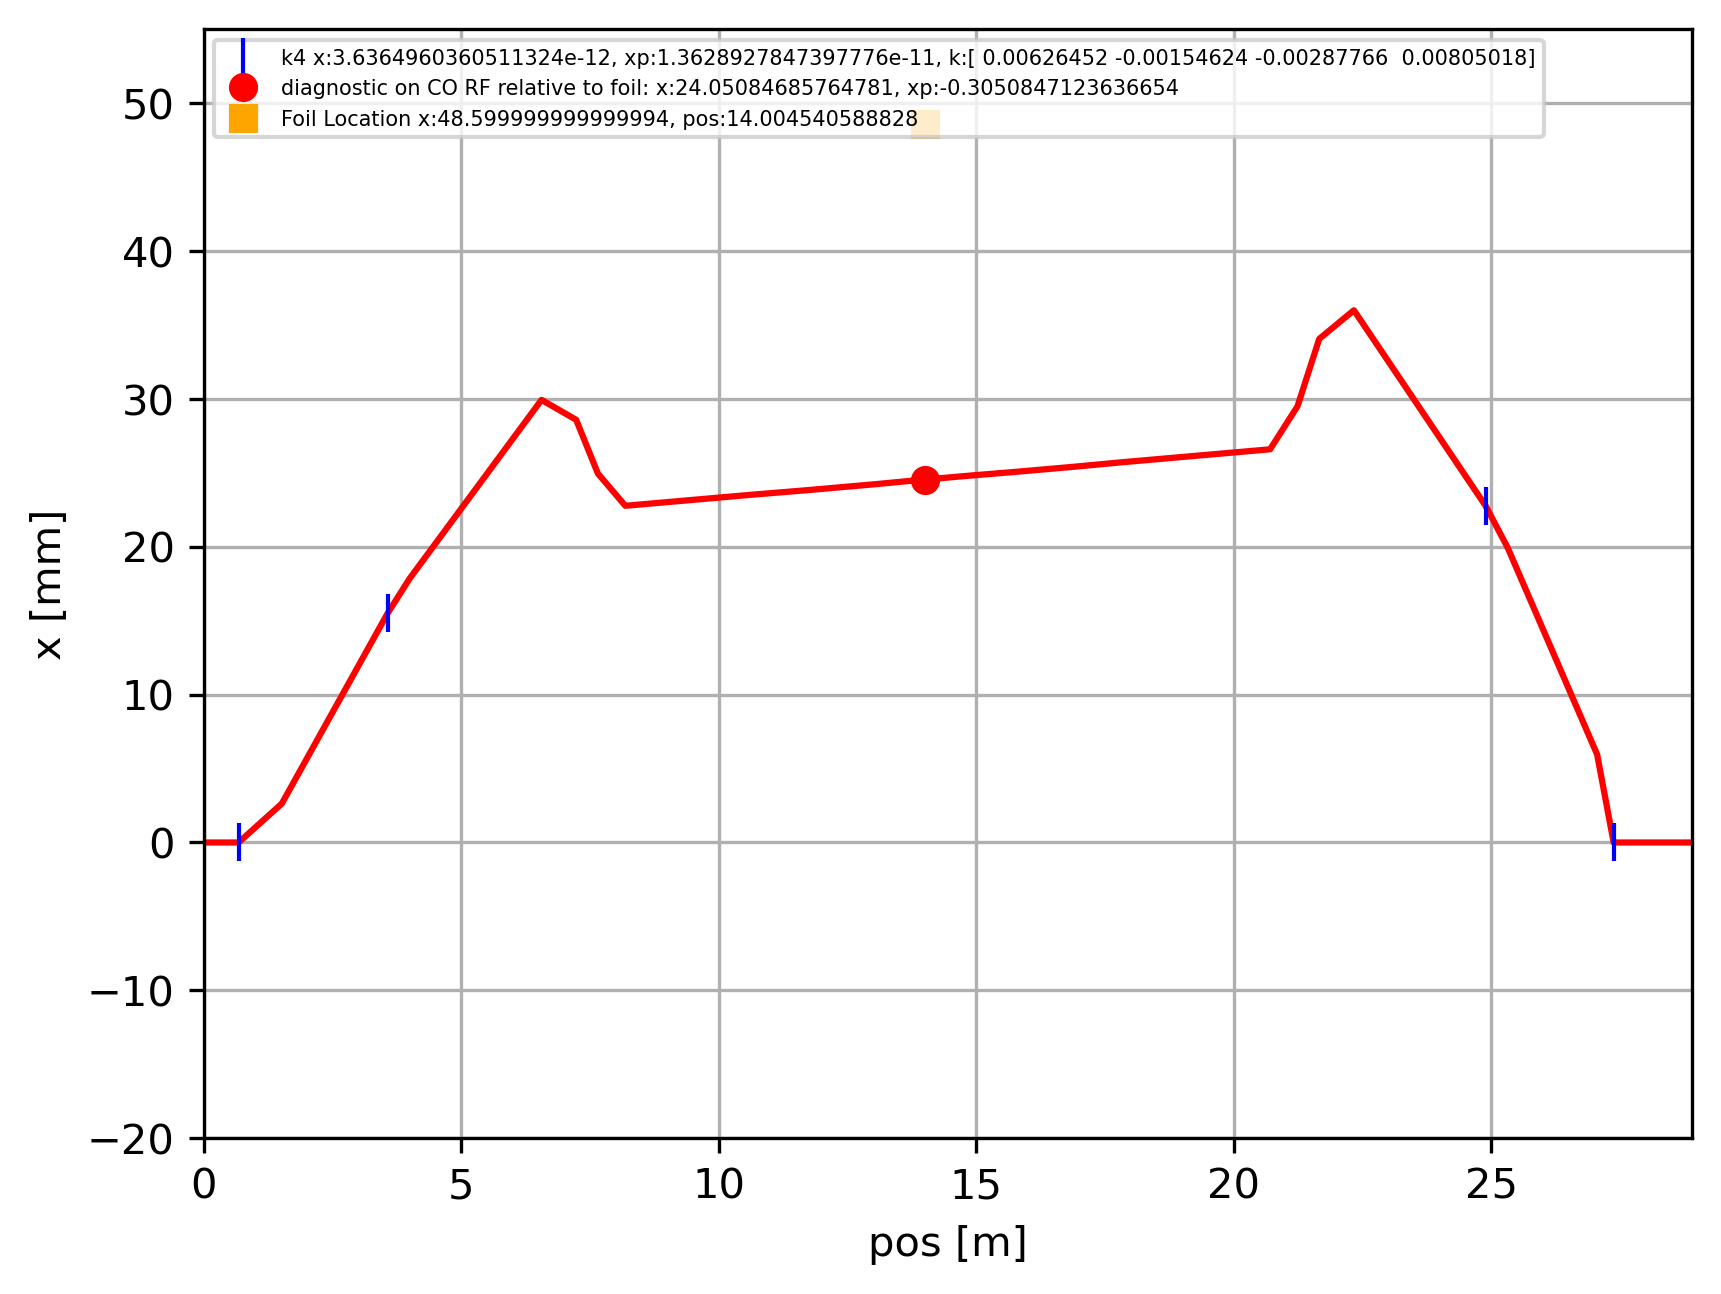 k4 x:3.6364960360511324e-12, xp:1.3628927847397776e-11, k:[ 0.00626452 -0.00154624 -0.00287766  0.00805018]
diagnostic on CO RF relative to foil: x:24.05084685764781, xp:-0.3050847123636654
Foil Location x:48.599999999999994, pos:14.004540588828
50
40
30
20
10
0
−10
−20
x [mm]
0 5 10 15 20 25
pos [m]